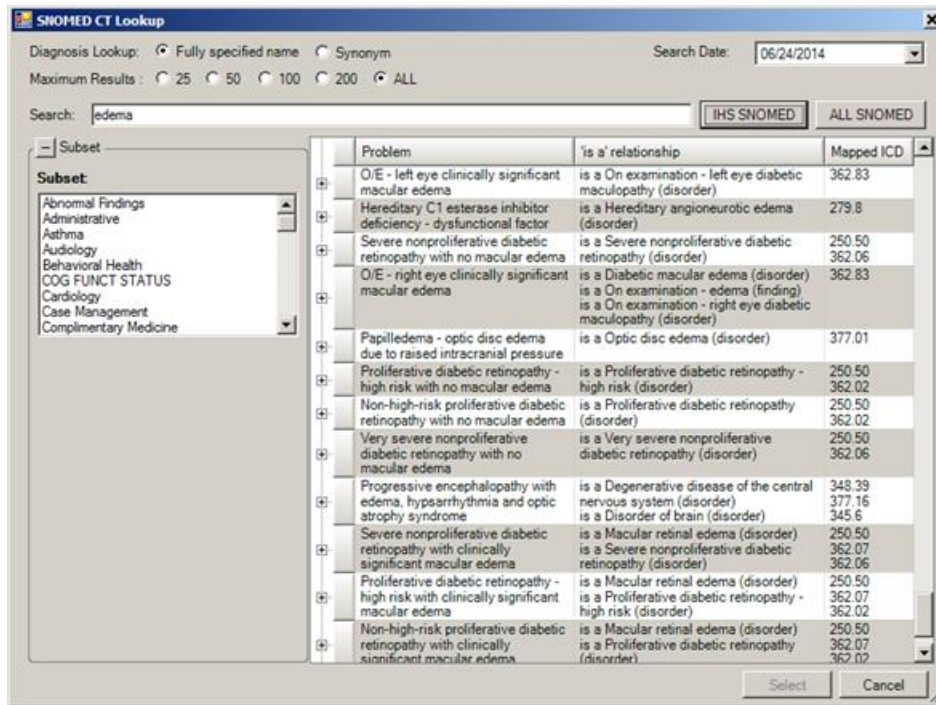 SNOMED CT Lookup
Diagnosis Lookup: Fully specified name Synonym Search Date: 06/24/2014
Maximum Results : 25 50 100 200 ALL
Search: edema IHS SNOMED ALL SNOMED
Subset
Subset:
Abnormal Findings
Administrative
Asthma
Audiology
Behavioral Health
COG FUNCT STATUS
Cardiology
Case Management
Complimentary Medicine
Problem 'is a' relationship Mapped ICD
O/E - left eye clinically significant is a On examination - left eye diabetic 362.83
macular edema maculopathy (disorder)
Hereditary C1 esterase inhibitor is a Hereditary angioneurotic edema 279.8
deficiency - dysfunctional factor (disorder)
Severe nonproliferative diabetic is a Severe nonproliferative diabetic 250.50
retinopathy with no macular edema retinopathy (disorder) 362.06
O/E - right eye clinically significant is a Diabetic macular edema (disorder) 362.83
macular edema is a On examination - edema (finding)
is a On examination - right eye diabetic
maculopathy (disorder)
Papilledema - optic disc edema is a Optic disc edema (disorder) 377.01
due to raised intracranial pressure
Proliferative diabetic retinopathy - is a Proliferative diabetic retinopathy - 250.50
high risk with no macular edema high risk (disorder) 362.02
Non-high-risk proliferative diabetic is a Proliferative diabetic retinopathy 250.50
retinopathy with no macular edema (disorder) 362.02
Very severe nonproliferative is a Very severe nonproliferative 250.50
diabetic retinopathy with no diabetic retinopathy (disorder) 362.06
macular edema
Progressive encephalopathy with is a Degenerative disease of the central 348.39
edema, hypsarrhythmia and optic nervous system (disorder) 377.16
atrophy syndrome is a Disorder of brain (disorder) 345.6
Severe nonproliferative diabetic is a Macular retinal edema (disorder) 250.50
retinopathy with clinically is a Severe nonproliferative diabetic 362.07
significant macular edema retinopathy (disorder) 362.06
Proliferative diabetic retinopathy - is a Macular retinal edema (disorder) 250.50
high risk with clinically significant is a Proliferative diabetic retinopathy - 362.07
macular edema high risk (disorder) 362.02
Non-high-risk proliferative diabetic is a Macular retinal edema (disorder) 250.50
retinopathy with clinically is a Proliferative diabetic retinopathy 362.07
significant macular edema (disorder) 362.02
Select Cancel